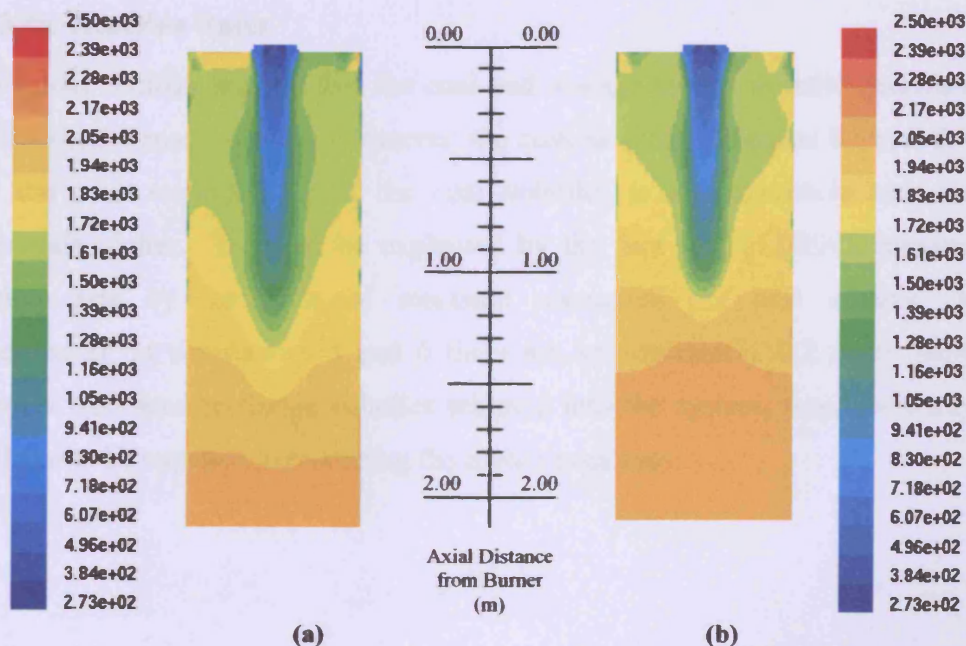 2.50e+03
2.39e+03
2.28e+03
2.17e+03
2.05e+03
1.94e+03
1.83e+03
1.72e+03
1.61e+03
1.50e+03
1.39e+03
1.28e+03
1.16e+03
1.05e+03
9.41e+02
8.30e+02
7.18e+02
6.07e+02
4.96e+02
3.84e+02
2.73e+02
(a)
0.00 0.00
1.00 1.00
2.00 2.00
Axial Distance
from Burner
(m)
(b)
2.50e+03
2.39e+03
2.28e+03
2.17e+03
2.05e+03
1.94e+03
1.83e+03
1.72e+03
1.61e+03
1.50e+03
1.39e+03
1.28e+03
1.16e+03
1.05e+03
9.41e+02
8.30e+02
7.18e+02
6.07e+02
4.96e+02
3.84e+02
2.73e+02